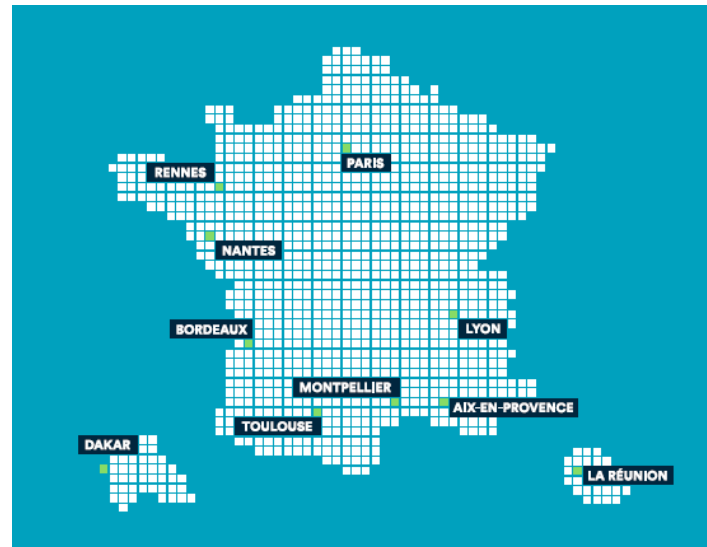 PARIS
RENNES
NANTES
BORDEAUX
LYON
MONTPELLIER
AIX-EN-PROVENCE
TOULOUSE
DAKAR
LA RÉUNION